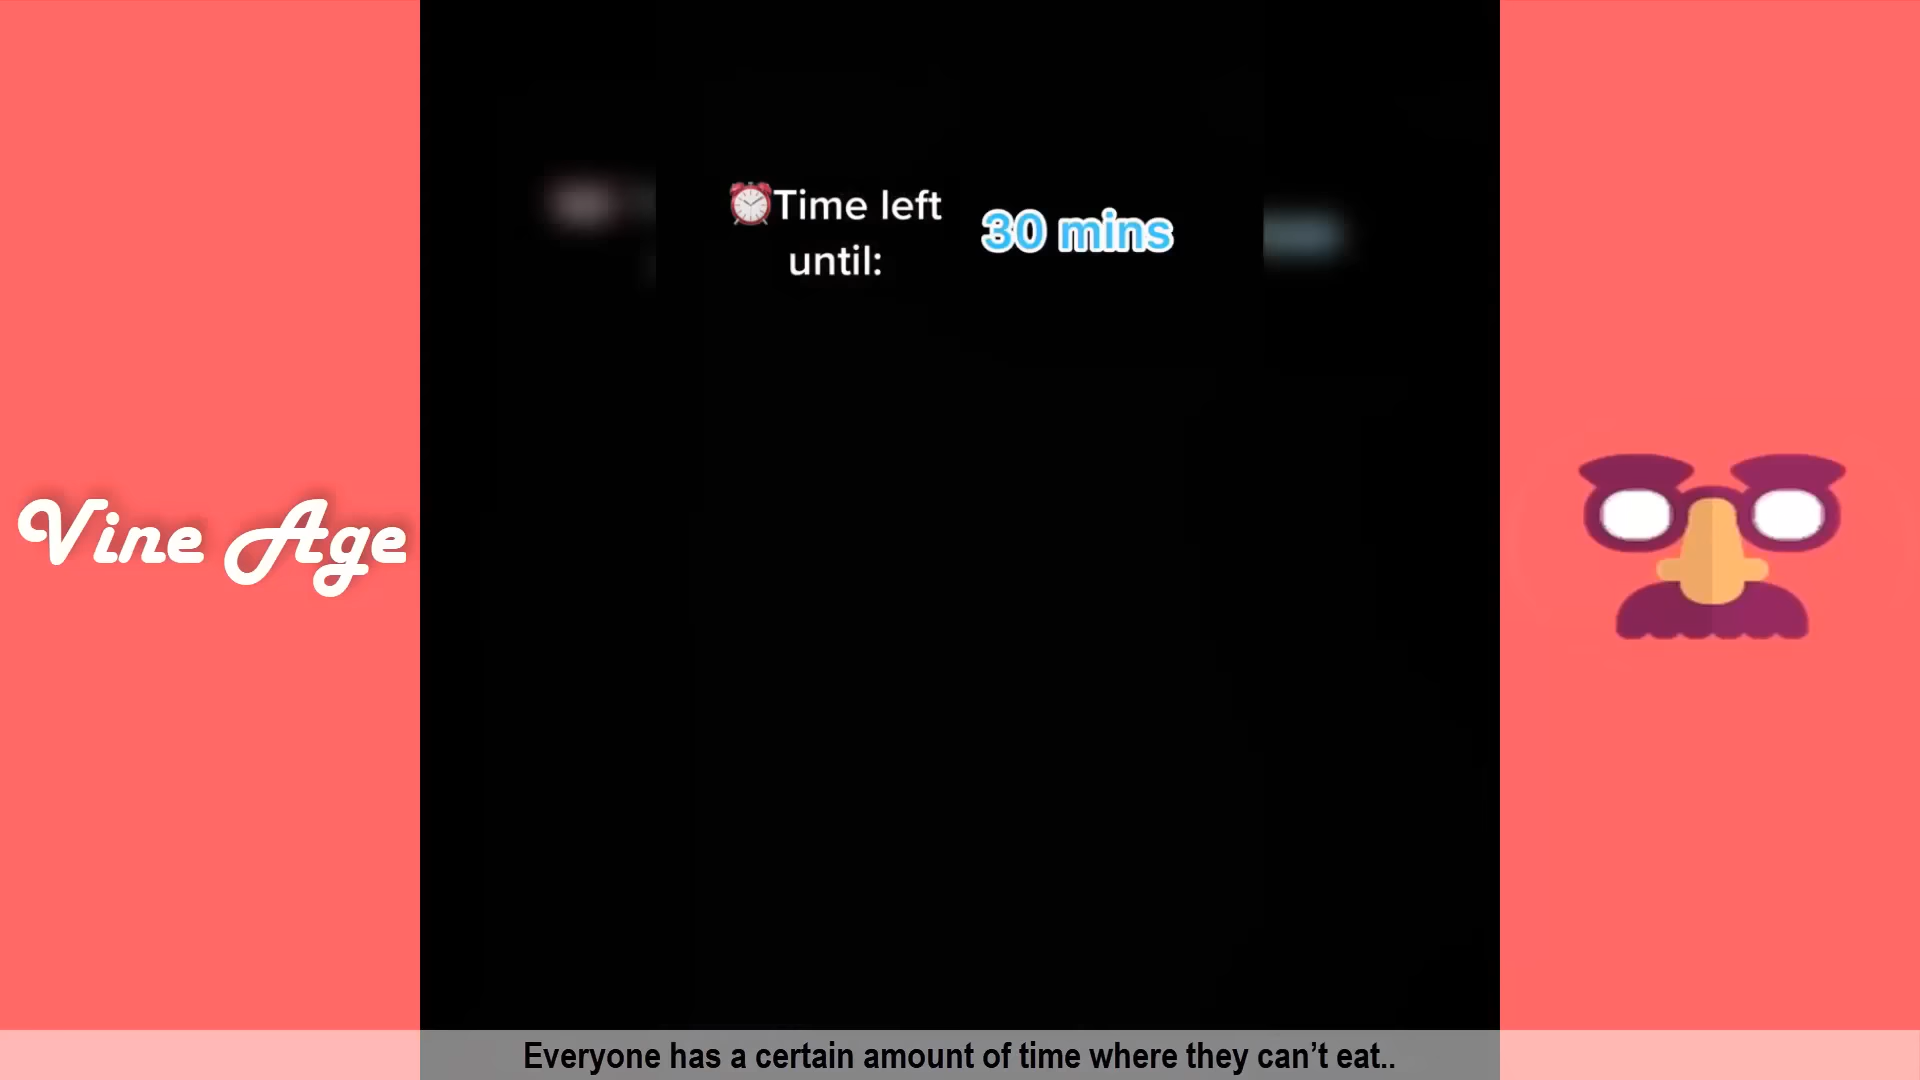 ⏰Time left
until:
30 mins
Vine Age
Everyone has a certain amount of time where they can’t eat..